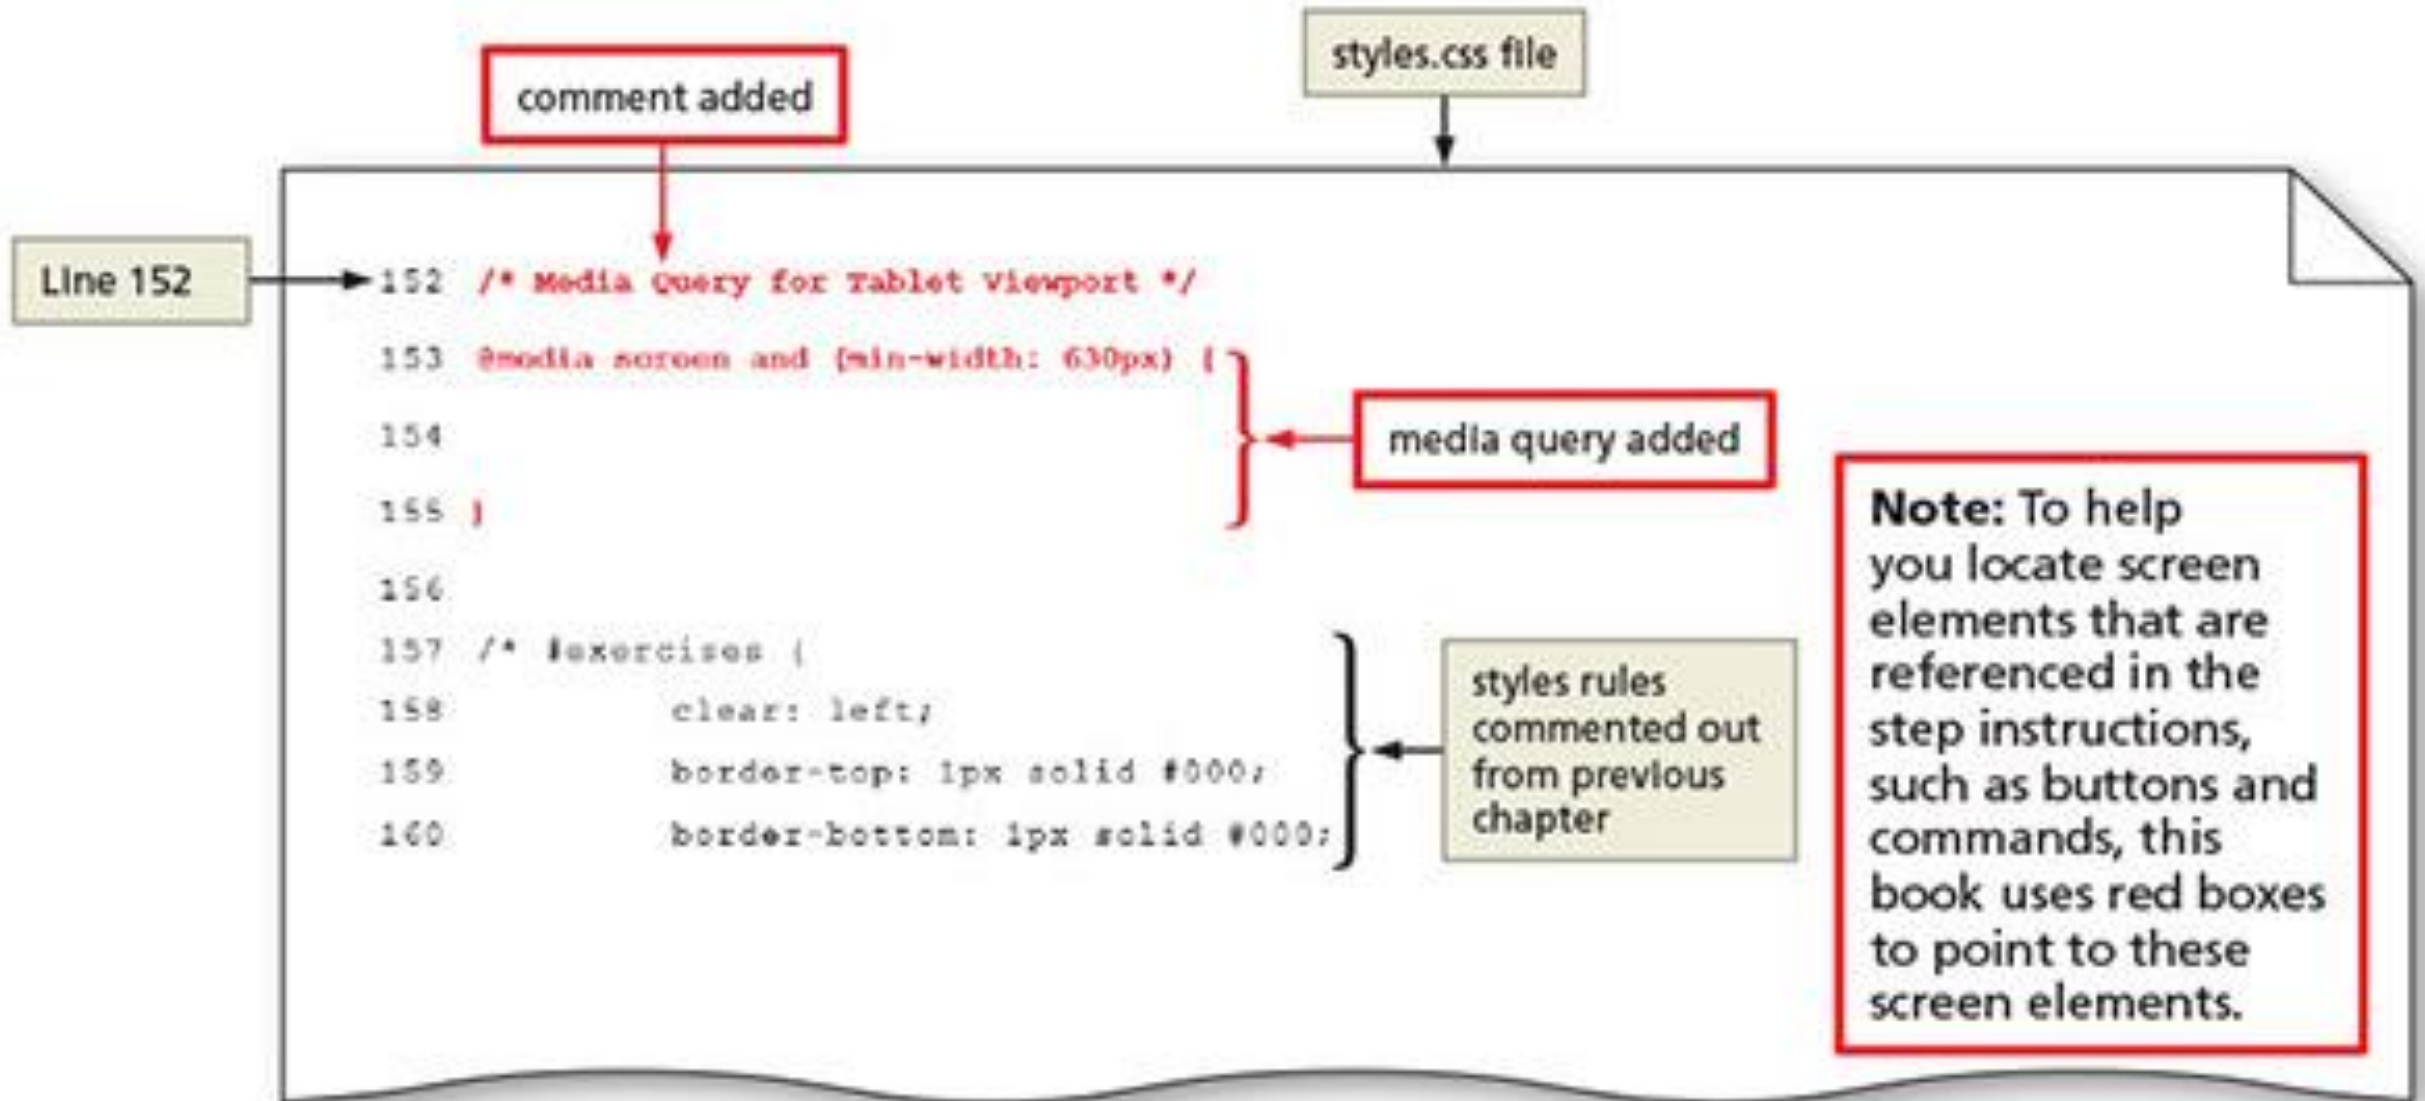 comment added
styles.css file
Line 152
152 /* Media Query for Tablet Viewport */
153 @media screen and (min-width: 630px) {
154
155 }
media query added
156
157 /* #exercises {
158 clear: left;
159 border-top: 1px solid #000;
160 border-bottom: 1px solid #000;
styles rules
commented out
from previous
chapter
Note: To help
you locate screen
elements that are
referenced in the
step instructions,
such as buttons and
commands, this
book uses red boxes
to point to these
screen elements.